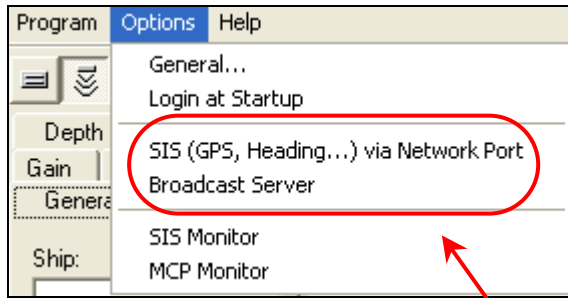 Program Options Help
General...
Login at Startup
Depth
SIS (GPS, Heading...) via Network Port
Gain
Broadcast Server
Genera
SIS Monitor
Ship:
MCP Monitor